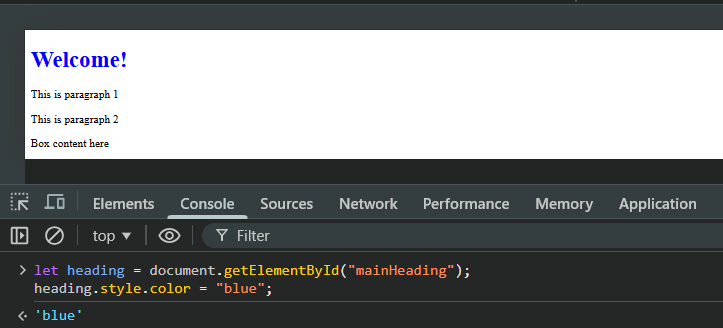 Welcome!
This is paragraph 1
This is paragraph 2
Box content here
Elements Console Sources Network Performance Memory Application
top Filter
let heading = document.getElementById("mainHeading");
heading.style.color = "blue";
'blue'